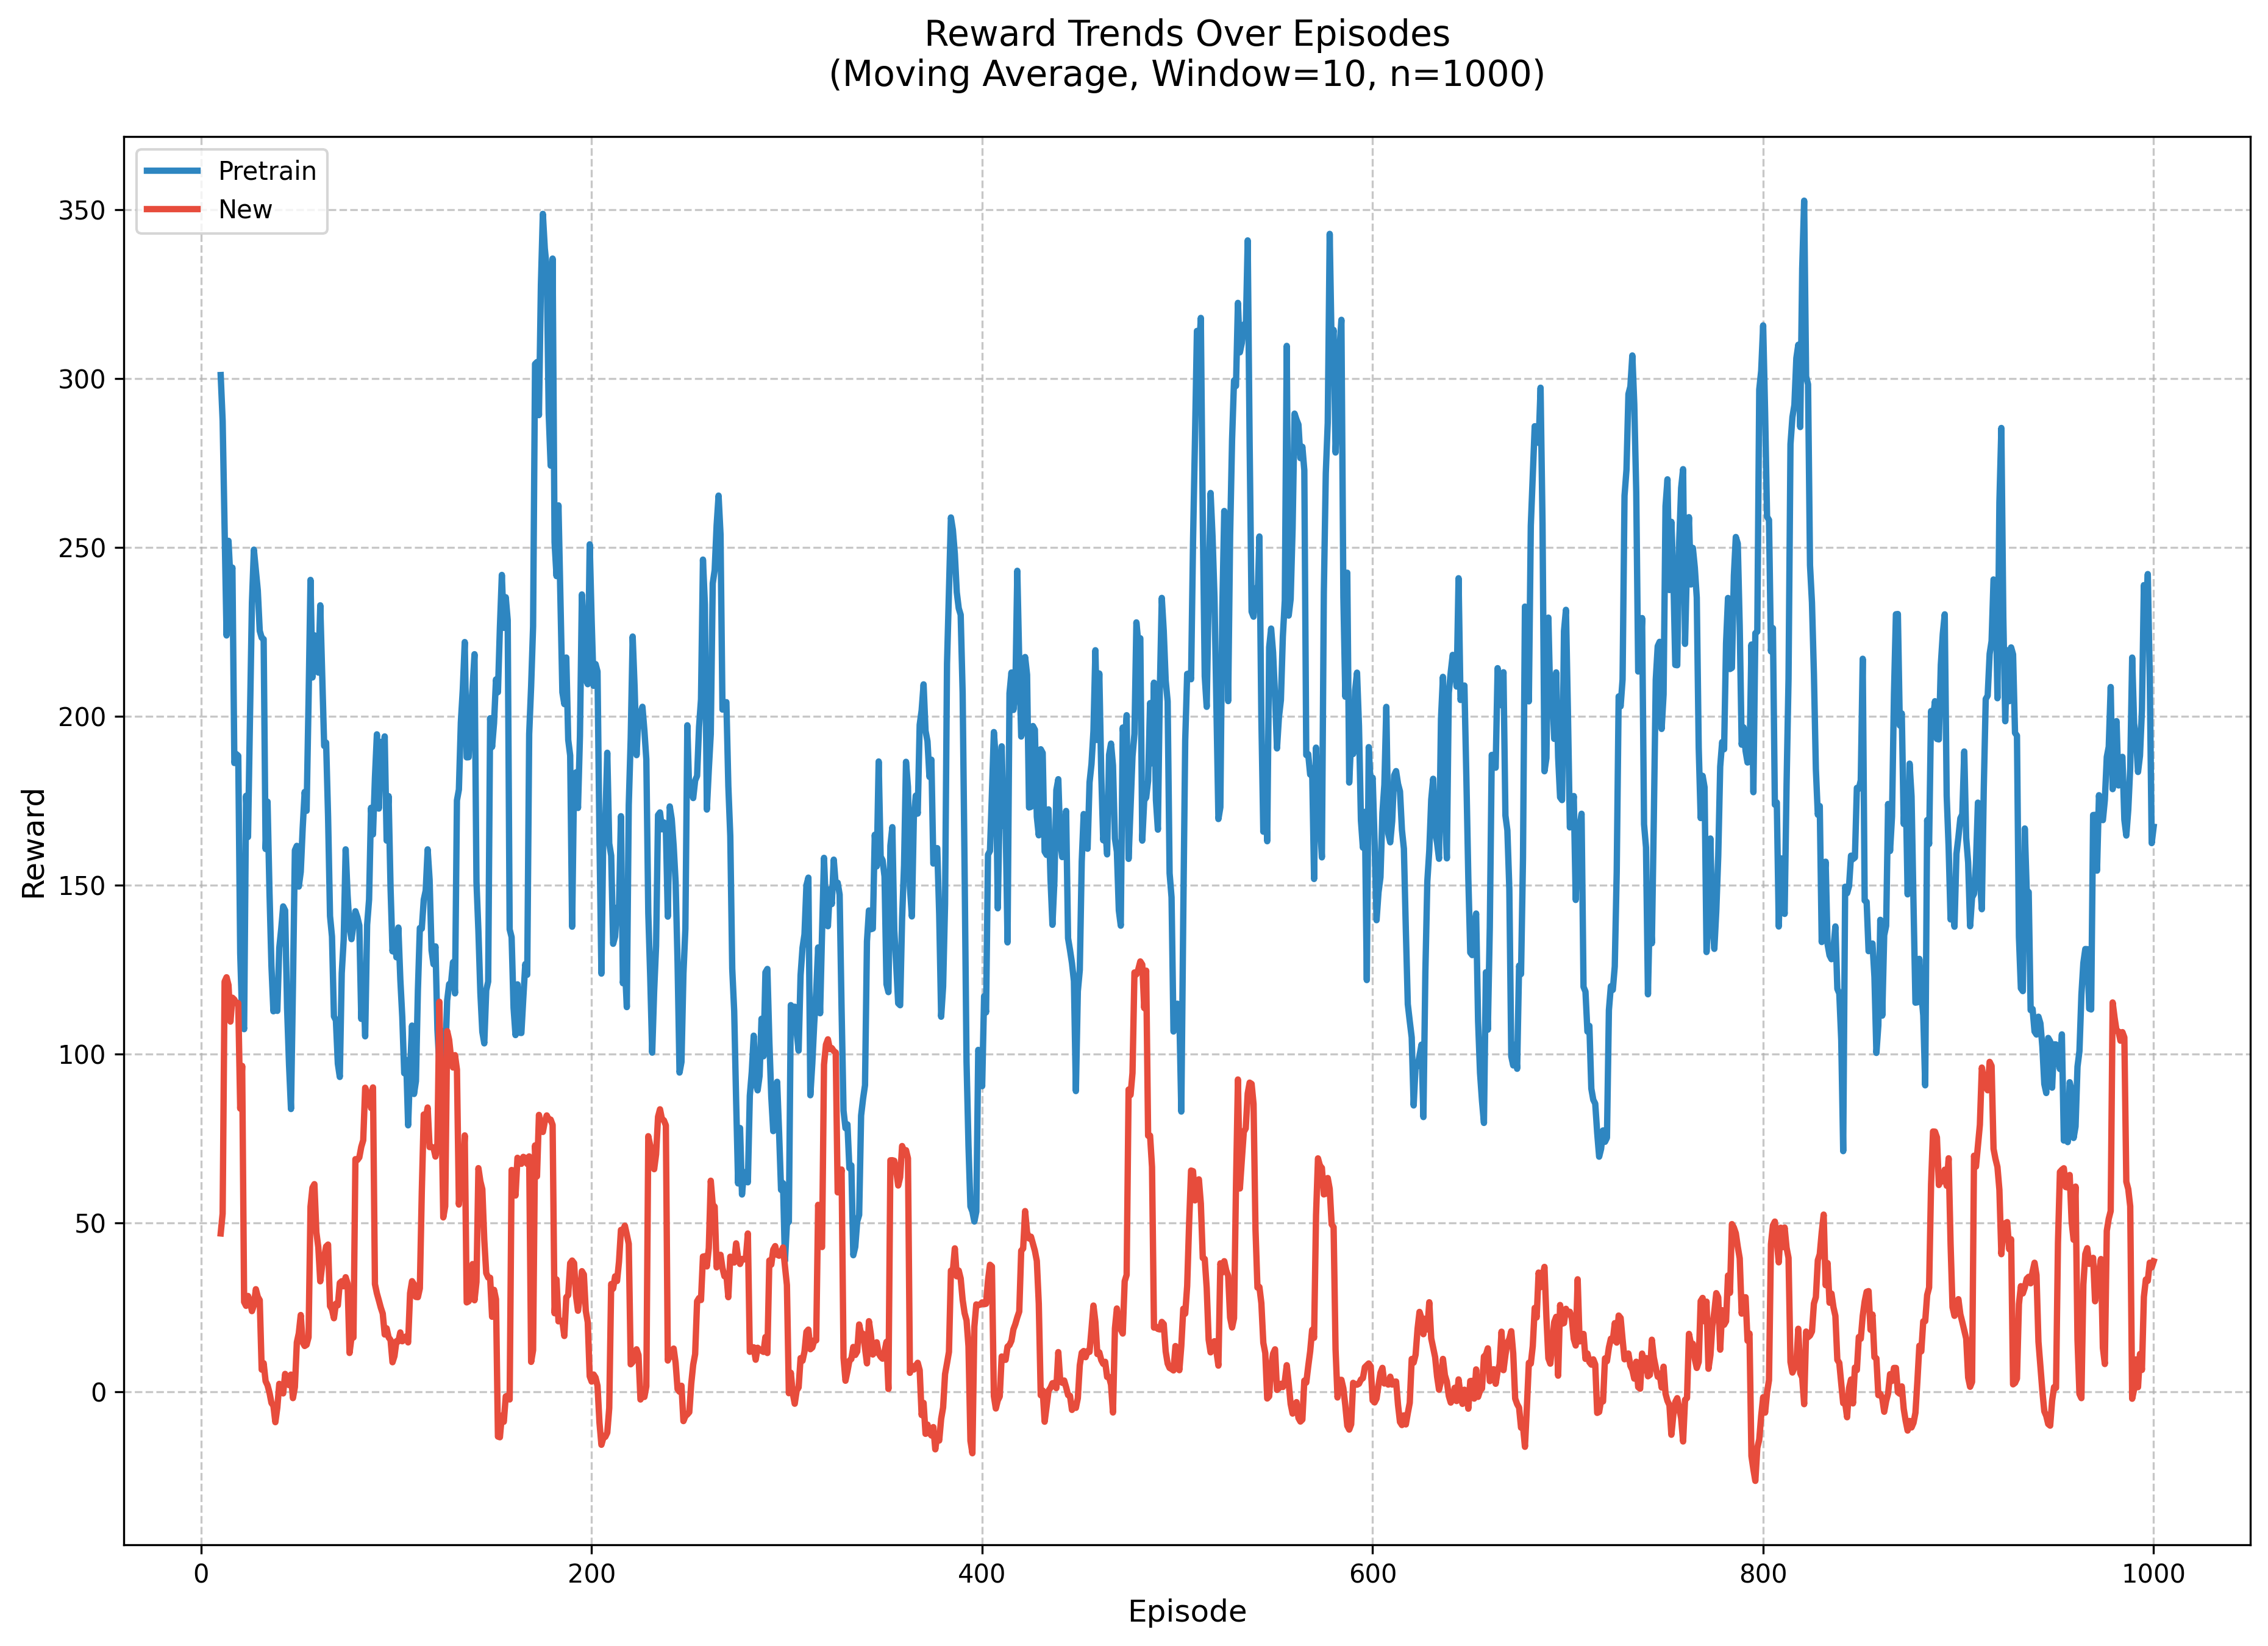 Reward Trends Over Episodes
(Moving Average, Window=10, n=1000)
Pretrain
New
350
300
250
200
150
100
50
0
Reward
0 200 400 600 800 1000
Episode